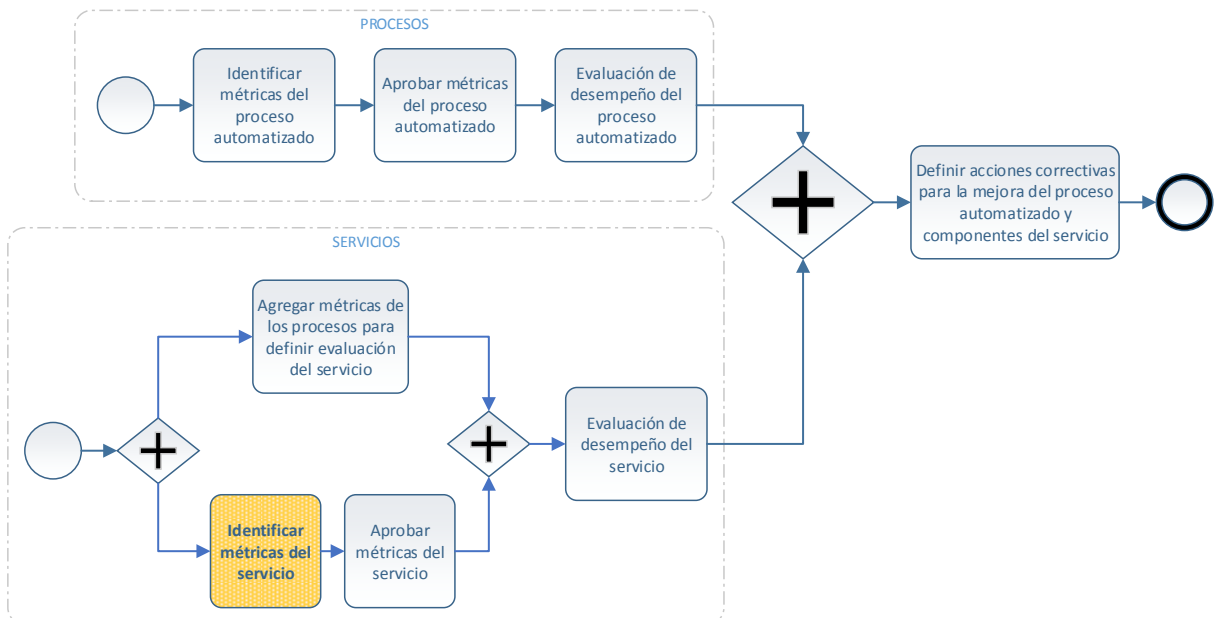 PROCESOS
Identificar
métricas del
proceso
automatizado
Aprobar métricas
del proceso
automatizado
Evaluación de
desempeño del
proceso
automatizado
Definir acciones correctivas
para la mejora del proceso
automatizado y
componentes del servicio
SERVICIOS
Agregar métricas de
los procesos para
definir evaluación
del servicio
Identificar
métricas del
servicio
Aprobar
métricas del
servicio
Evaluación de
desempeño del
servicio